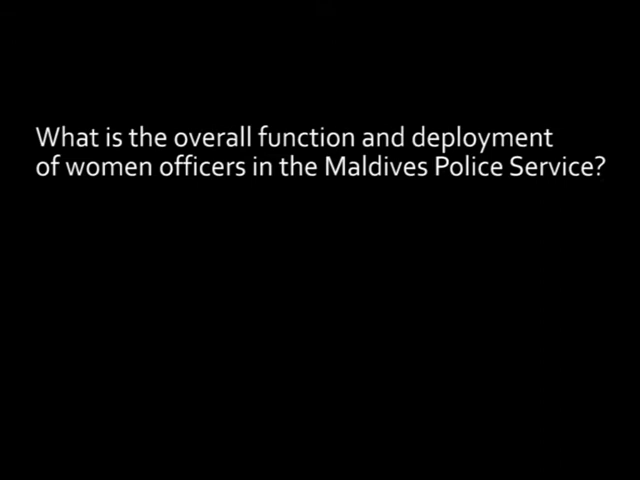 What is the overall function and deployment
of women officers in the Maldives Police Service?